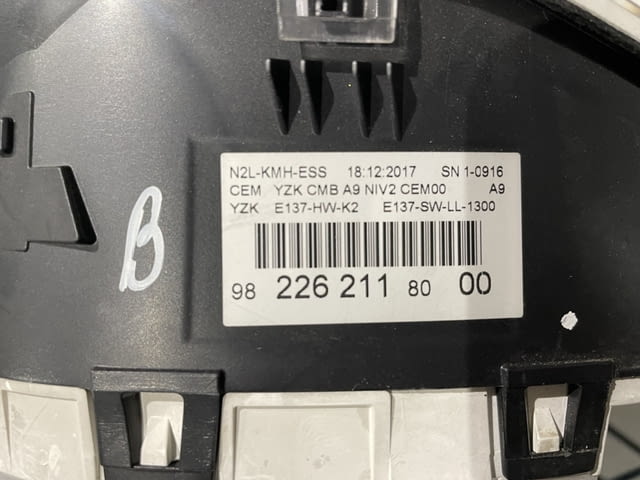 N2L-KMH-ESS 18:12:2017 SN 1-0916
CEM YZK CMB A9 NIV2 CEM00 A9
YZK E137-HW-K2 E137-SW-LL-1300
98 226 211 80 00
B